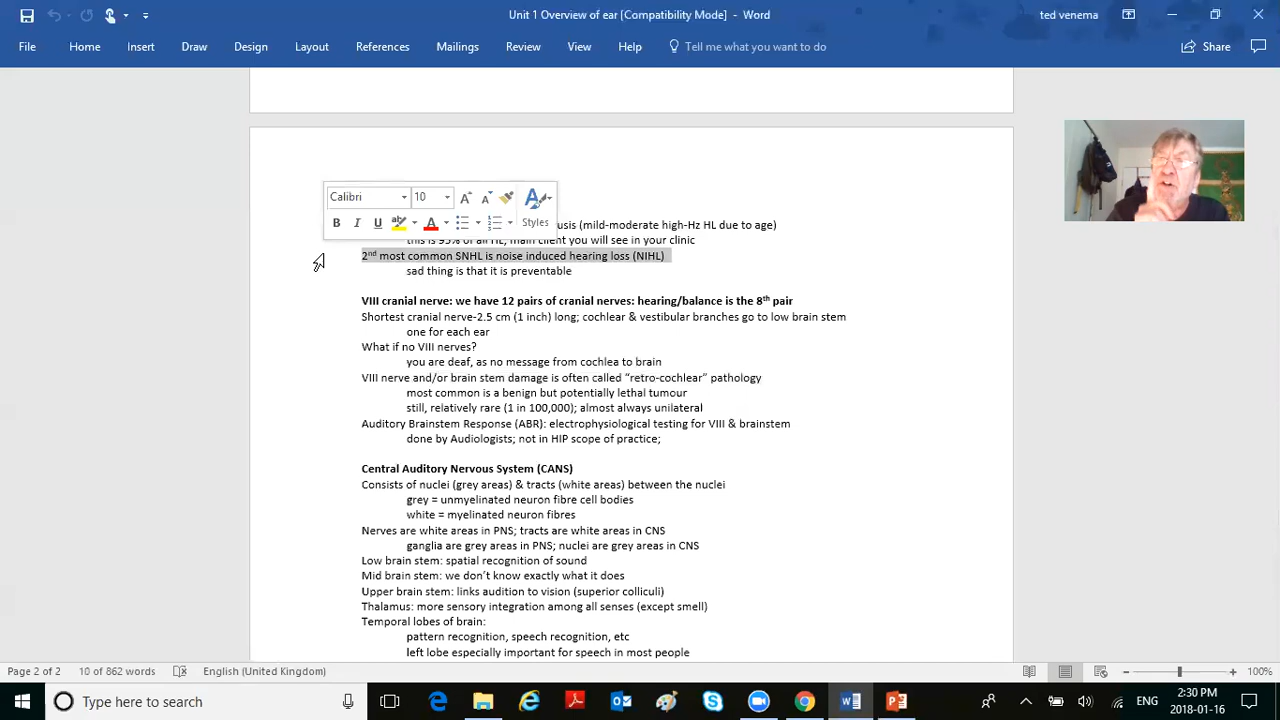 Unit 1 Overview of ear [Compatibility Mode] - Word
ted venema
File Home Insert Draw Design Layout References Mailings Review View Help Tell me what you want to do Share
Calibri 10
B I U A Styles
usis (mild-moderate high-Hz HL due to age)
this is 95% of all HL, main client you will see in your clinic
2nd most common SNHL is noise induced hearing loss (NIHL)
sad thing is that it is preventable
VIII cranial nerve: we have 12 pairs of cranial nerves: hearing/balance is the 8th pair
Shortest cranial nerve-2.5 cm (1 inch) long; cochlear & vestibular branches go to low brain stem
one for each ear
What if no VIII nerves?
you are deaf, as no message from cochlea to brain
VIII nerve and/or brain stem damage is often called “retro-cochlear” pathology
most common is a benign but potentially lethal tumour
still, relatively rare (1 in 100,000); almost always unilateral
Auditory Brainstem Response (ABR): electrophysiological testing for VIII & brainstem
done by Audiologists; not in HIP scope of practice;
Central Auditory Nervous System (CANS)
Consists of nuclei (grey areas) & tracts (white areas) between the nuclei
grey = unmyelinated neuron fibre cell bodies
white = myelinated neuron fibres
Nerves are white areas in PNS; tracts are white areas in CNS
ganglia are grey areas in PNS; nuclei are grey areas in CNS
Low brain stem: spatial recognition of sound
Mid brain stem: we don’t know exactly what it does
Upper brain stem: links audition to vision (superior colliculi)
Thalamus: more sensory integration among all senses (except smell)
Temporal lobes of brain:
pattern recognition, speech recognition, etc
left lobe especially important for speech in most people
Page 2 of 2 10 of 862 words English (United Kingdom) 100%
Type here to search
ENG
2:30 PM
2018-01-16